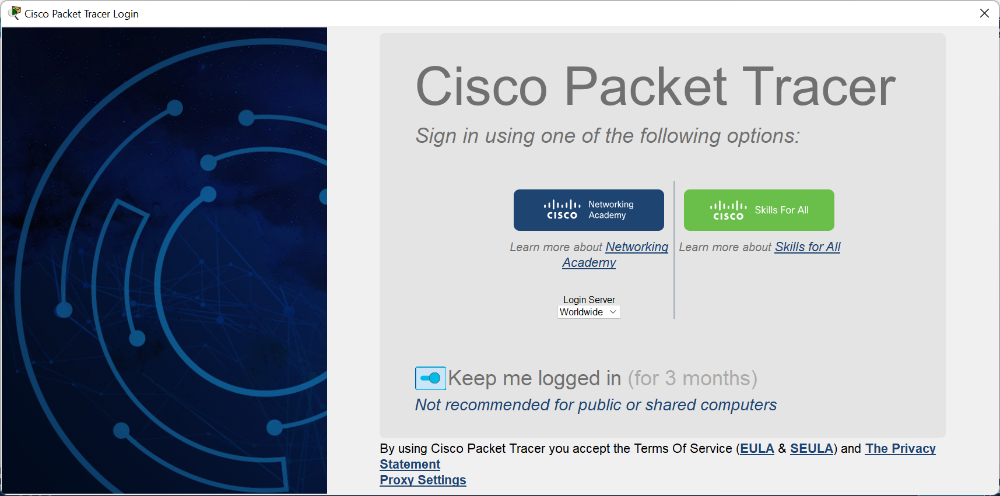 Cisco Packet Tracer Login
Cisco Packet Tracer
Sign in using one of the following options:
CISCO
Networking
Academy
CISCO
Skills For All
Learn more about Networking
Academy
Learn more about Skills for All
Login Server
Worldwide
Keep me logged in (for 3 months)
Not recommended for public or shared computers
By using Cisco Packet Tracer you accept the Terms Of Service (EULA & SEULA) and The Privacy
Statement
Proxy Settings